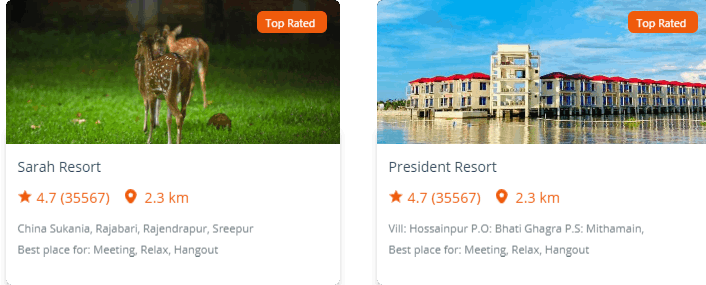 Top Rated
Sarah Resort
4.7 (35567) 2.3 km
China Sukania, Rajabari, Rajendrapur, Sreepur
Best place for: Meeting, Relax, Hangout
Top Rated
President Resort
4.7 (35567) 2.3 km
Vill: Hossainpur P.O: Bhati Ghagra P.S: Mithamain,
Best place for: Meeting, Relax, Hangout